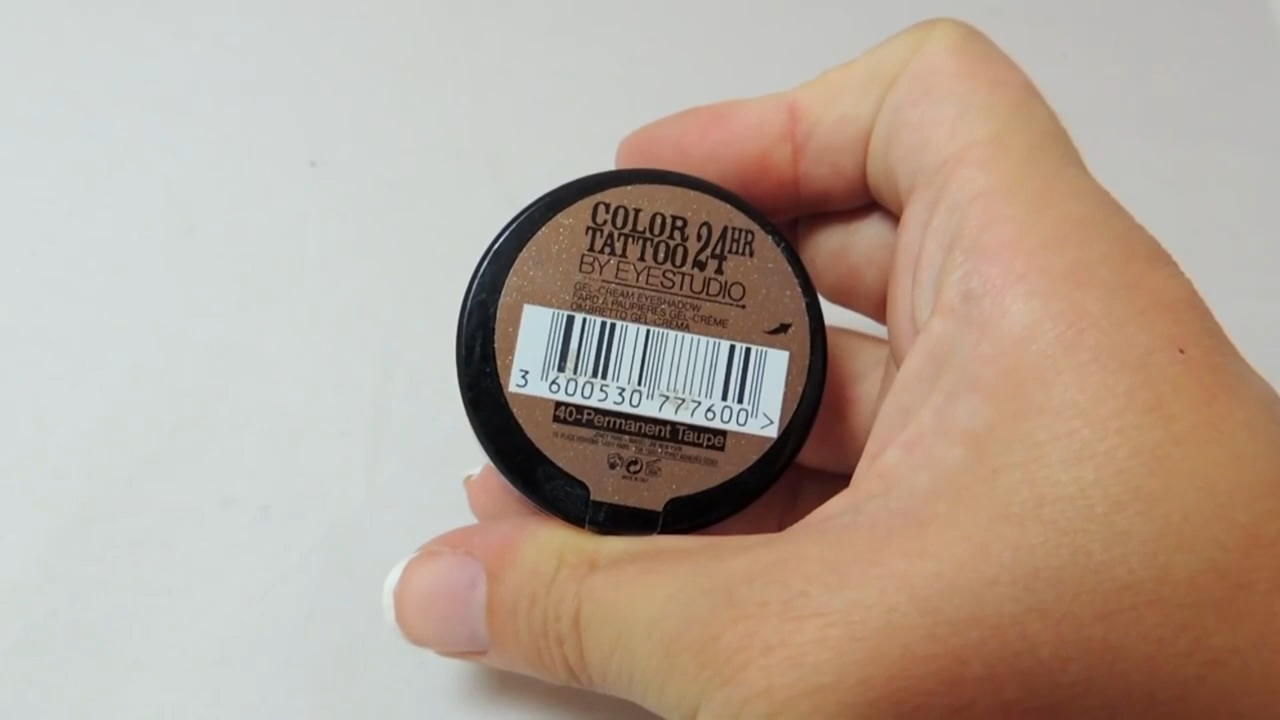 COLOR
TATTOO 24HR
BY EYESTUDIO
GEL-CREAM EYESHADOW
FARD À PAUPIÈRES GEL-CRÈME
OMBRETTO GEL-CREMA
3 600530 777600 >
40-Permanent Taupe